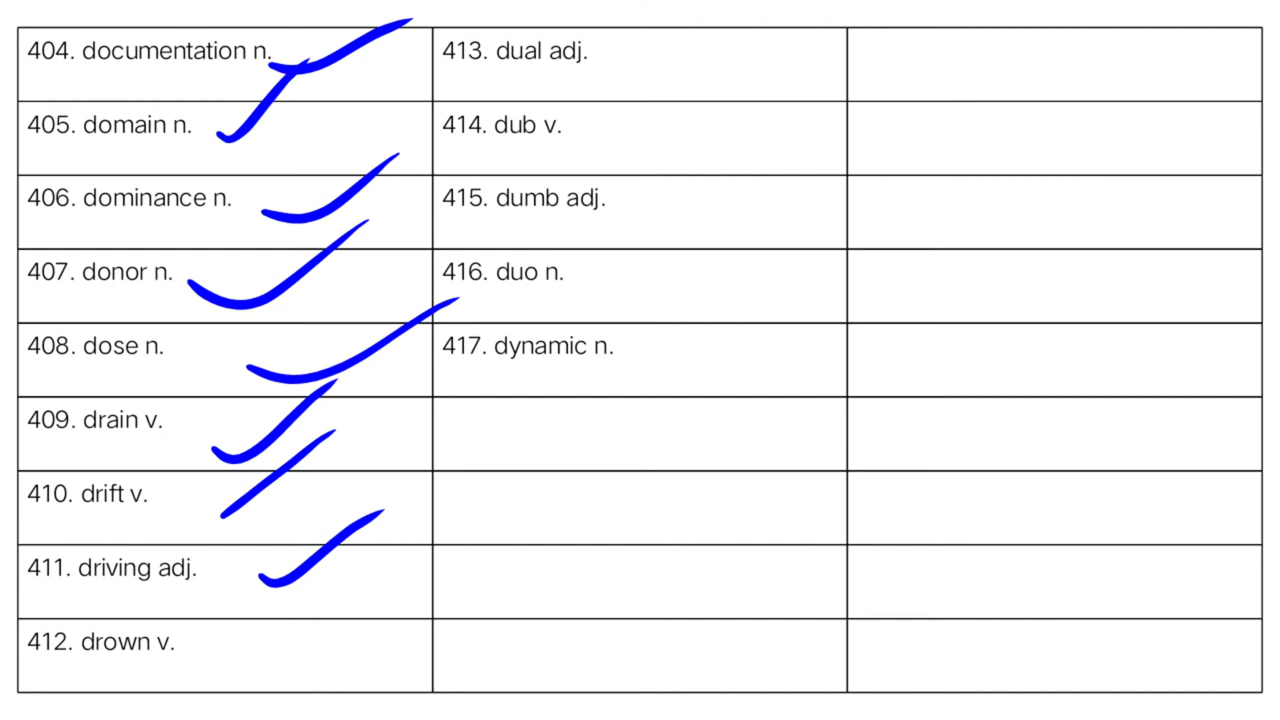 404. documentation n.
405. domain n.
406. dominance n.
407. donor n.
408. dose n.
409. drain v.
410. drift v.
411. driving adj.
412. drown v.
413. dual adj.
414. dub v.
415. dumb adj.
416. duo n.
417. dynamic n.